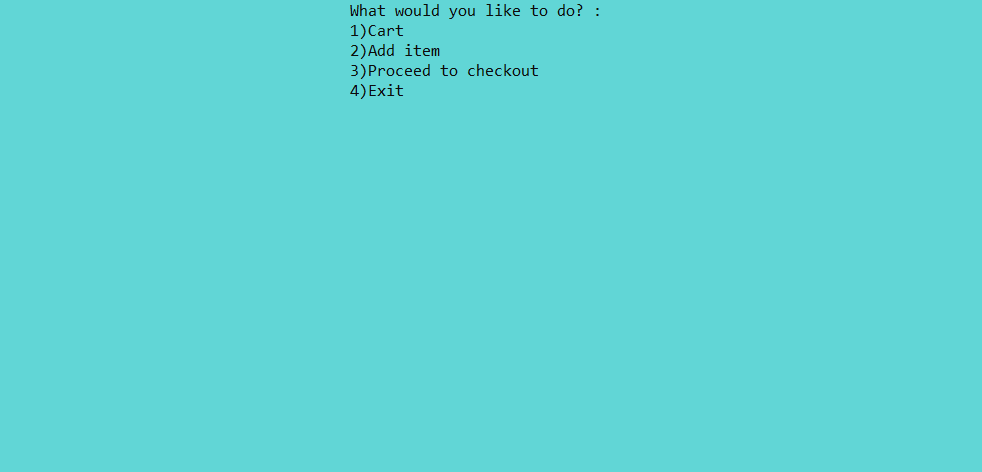 What would you like to do? :
1)Cart
2)Add item
3)Proceed to checkout
4)Exit